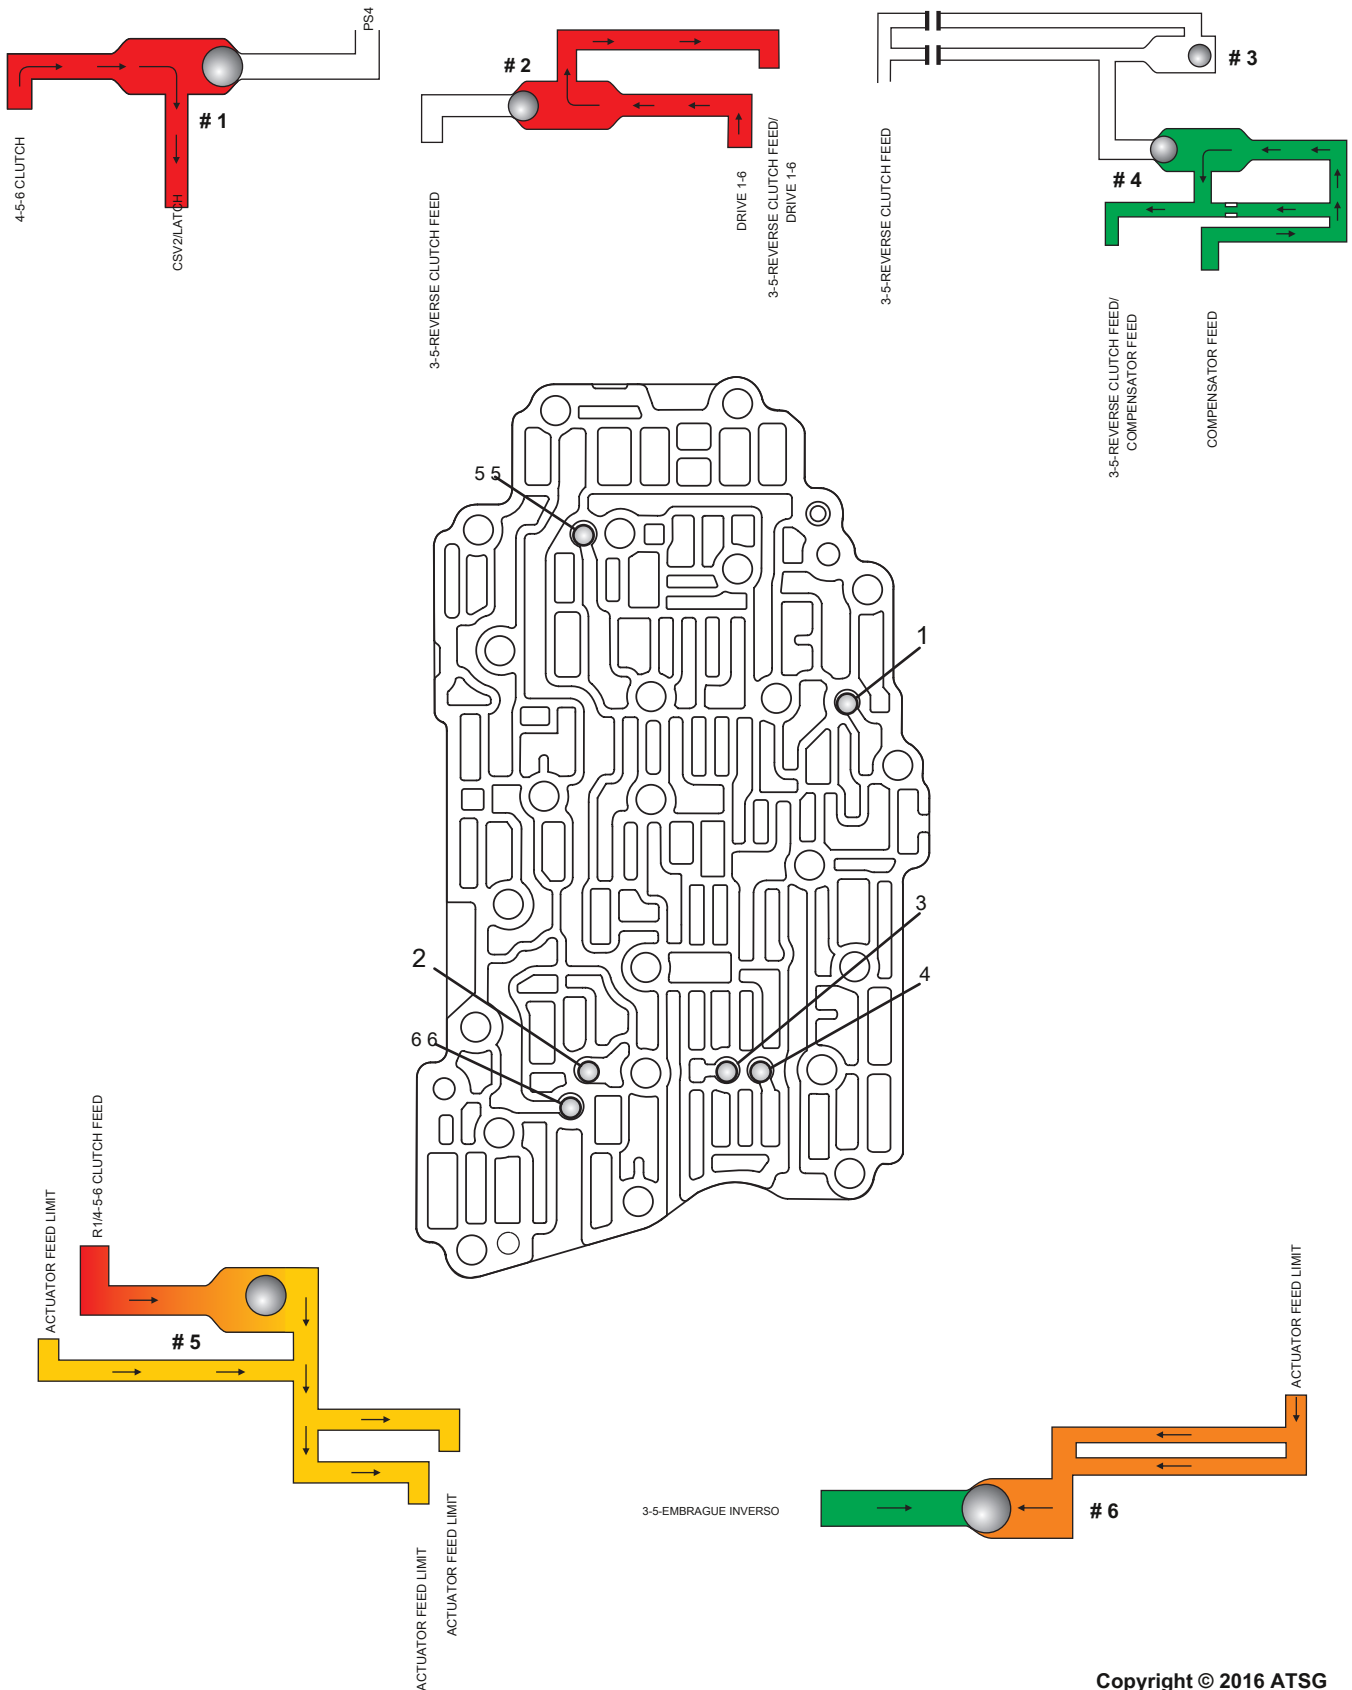 PS4
# 1
4-5-6 CLUTCH
CSV2/LATCH
# 2
3-5-REVERSE CLUTCH FEED
DRIVE 1-6
3-5-REVERSE CLUTCH FEED/
DRIVE 1-6
# 3
3-5-REVERSE CLUTCH FEED
# 4
3-5-REVERSE CLUTCH FEED/
COMPENSATOR FEED
COMPENSATOR FEED
5 5
1
3
2
4
6 6
R1/4-5-6 CLUTCH FEED
ACTUATOR FEED LIMIT
# 5
ACTUATOR FEED LIMIT
ACTUATOR FEED LIMIT
ACTUATOR FEED LIMIT
3-5-EMBRAGUE INVERSO
# 6
Copyright © 2016 ATSG